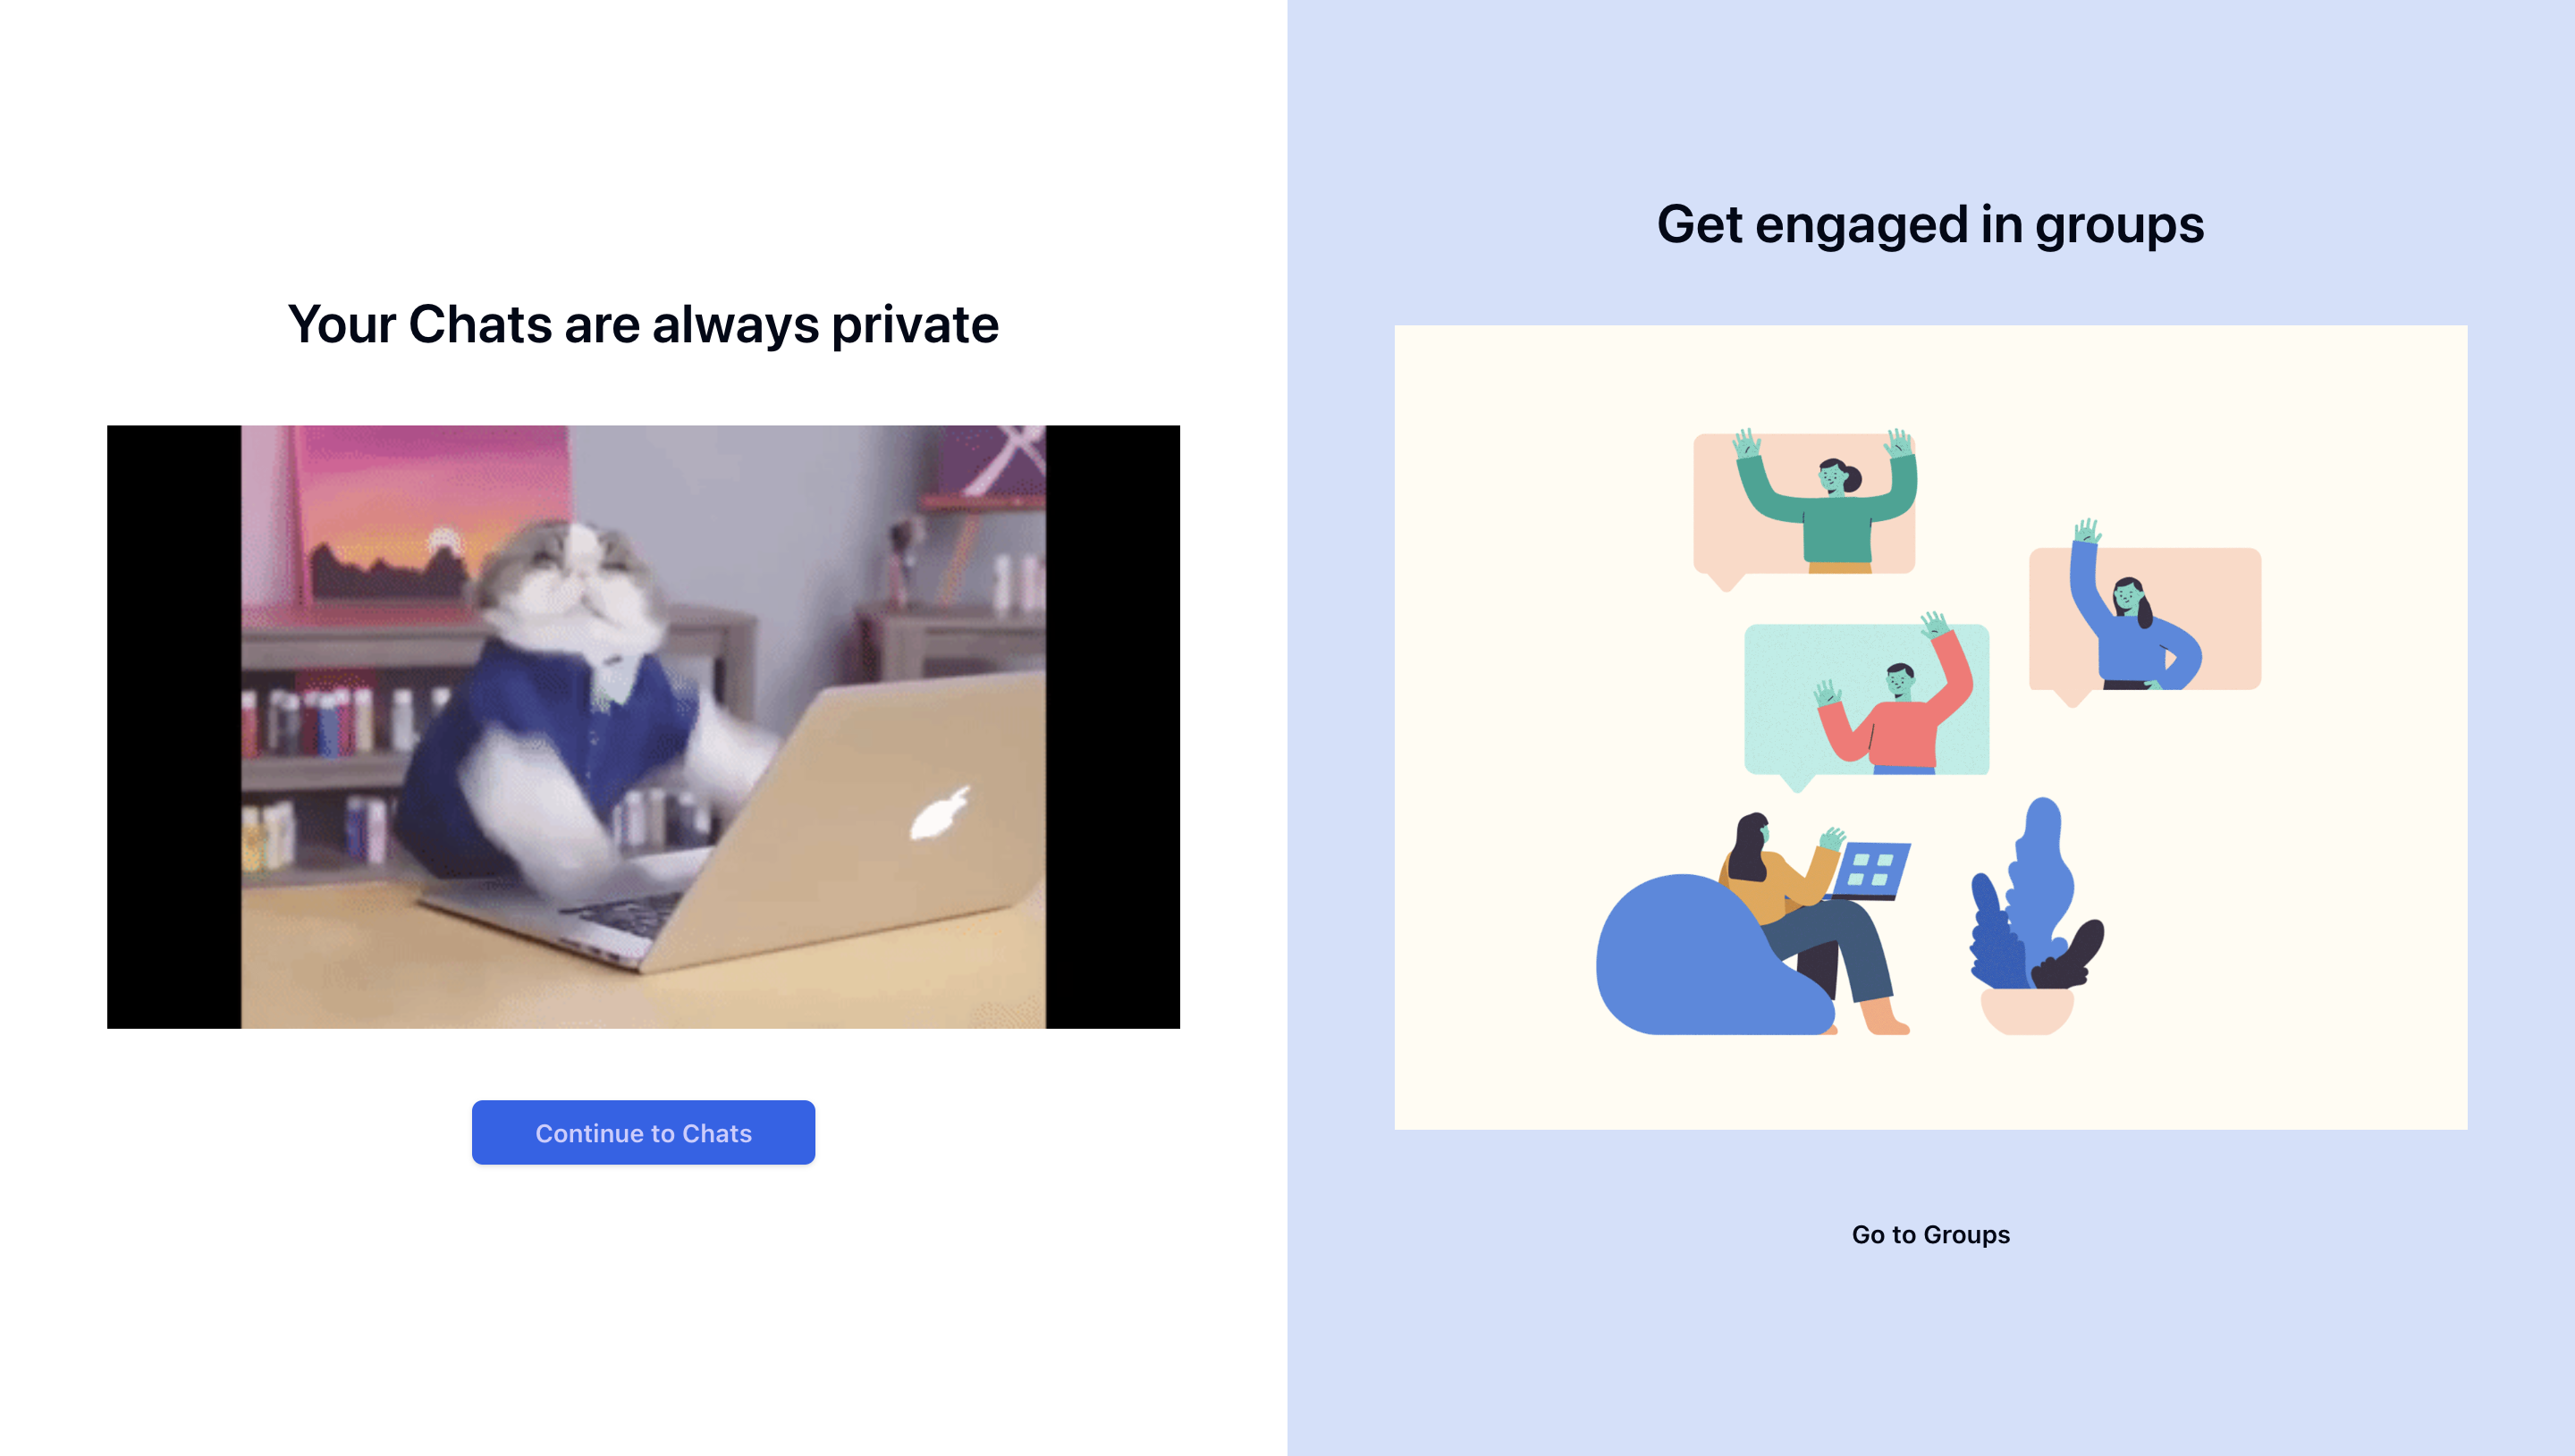 Your Chats are always private
Continue to Chats
Get engaged in groups
Go to Groups